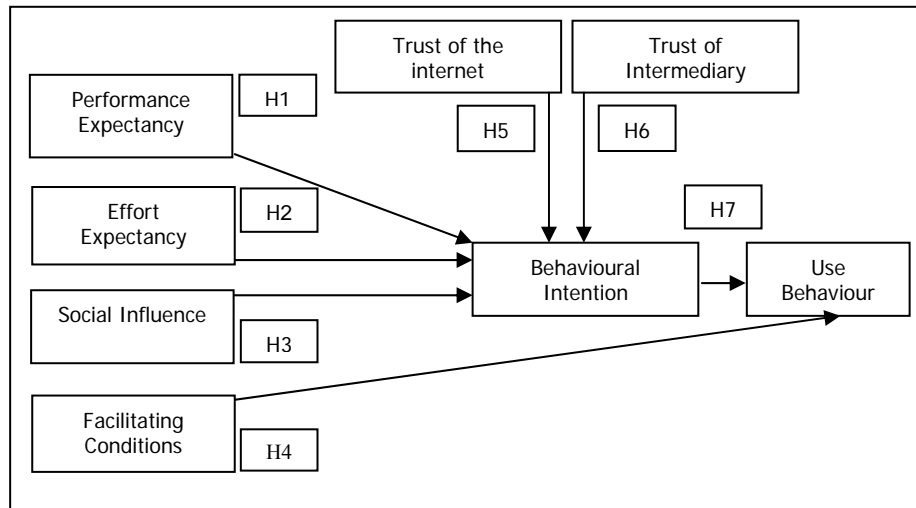 Trust of the
internet
Trust of
Intermediary
Performance
Expectancy
H1
H5
H6
Effort
Expectancy
H2
H7
Behavioural
Intention
Use
Behaviour
Social Influence
H3
Facilitating
Conditions
H4